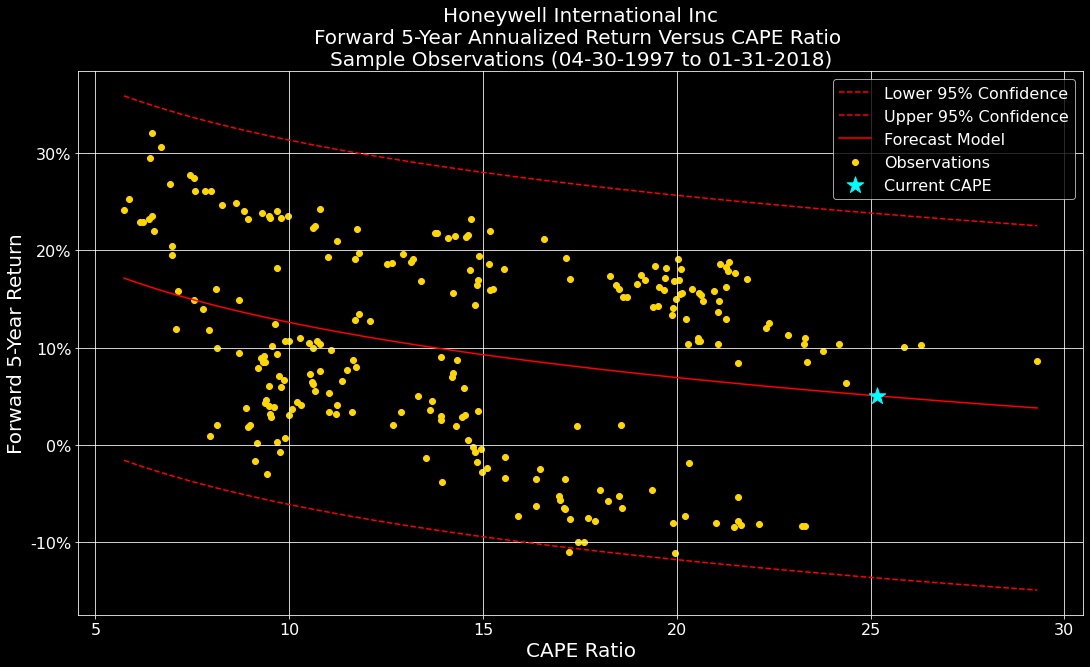 Honeywell International Inc
Forward 5-Year Annualized Return Versus CAPE Ratio
Sample Observations (04-30-1997 to 01-31-2018)
Lower 95% Confidence
Upper 95% Confidence
Forecast Model
Observations
Current CAPE
Forward 5-Year Return
30%
20%
10%
0%
-10%
5 10 15 20 25 30
CAPE Ratio